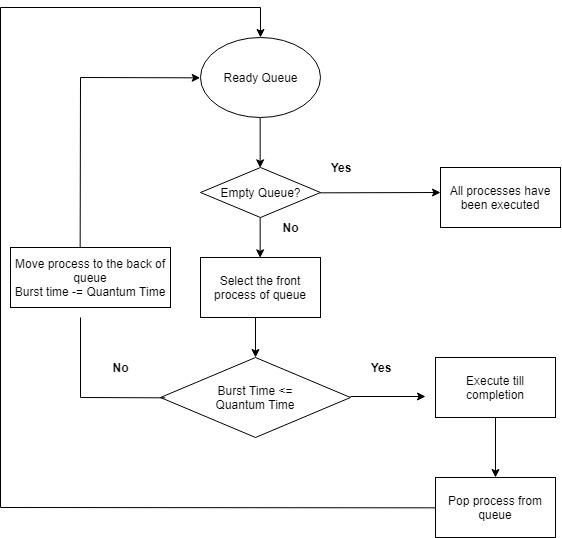 Ready Queue
Yes
Empty Queue?
All processes have
been executed
No
Move process to the back of
queue
Burst time -= Quantum Time
Select the front
process of queue
No
Yes
Burst Time <=
Quantum Time
Execute till
completion
Pop process from
queue